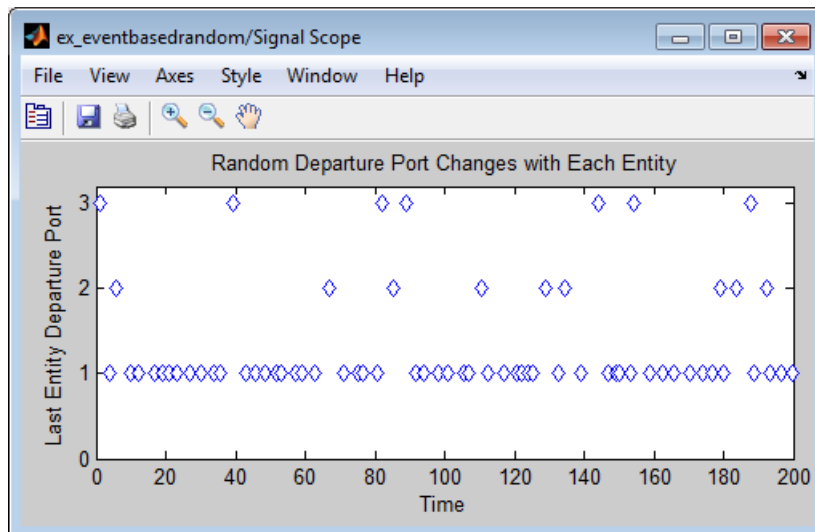 ex_eventbasedrandom/Signal Scope
File View Axes Style Window Help
Random Departure Port Changes with Each Entity
Last Entity Departure Port
3
2
1
0
0 20 40 60 80 100 120 140 160 180 200
Time